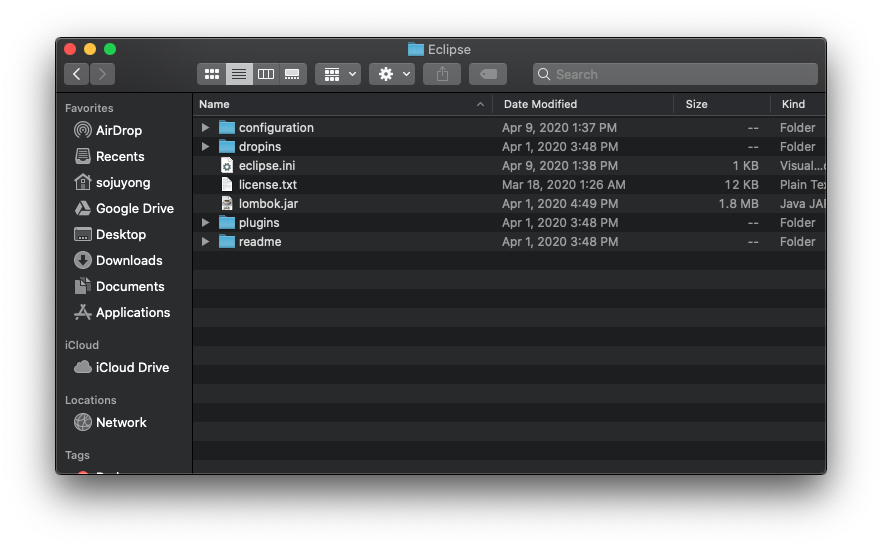 Eclipse
Search
Favorites
AirDrop
Recents
sojuyong
Google Drive
Desktop
Downloads
Documents
Applications
iCloud
iCloud Drive
Locations
Network
Tags
Name Date Modified Size Kind
configuration Apr 9, 2020 1:37 PM -- Folder
dropins Apr 1, 2020 3:48 PM -- Folder
eclipse.ini Apr 9, 2020 1:38 PM 1 KB Visual...c
license.txt Mar 18, 2020 1:26 AM 12 KB Plain Te
lombok.jar Apr 1, 2020 4:49 PM 1.8 MB Java JA
plugins Apr 1, 2020 3:48 PM -- Folder
readme Apr 1, 2020 3:48 PM -- Folder